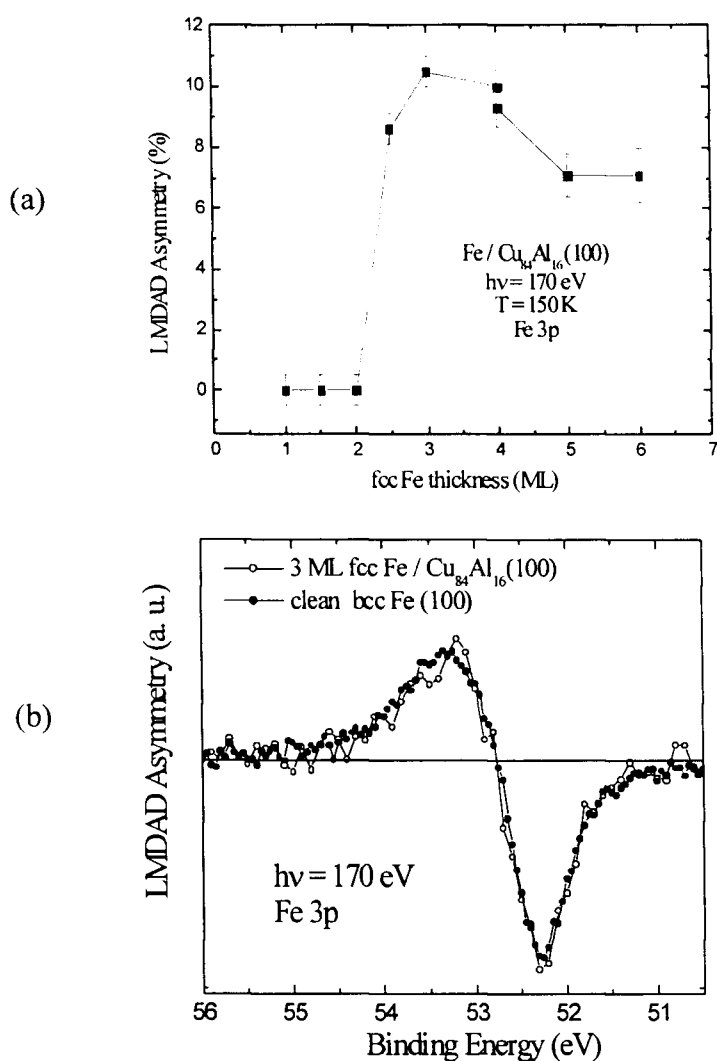 (a)
LMDAD Asymmetry (%)
12
10
8
6
4
2
0
Fe / Cu84Al16(100)
hν = 170 eV
T = 150 K
Fe 3p
0 1 2 3 4 5 6 7
fcc Fe thickness (ML)
(b)
LMDAD Asymmetry (a. u.)
3 ML fcc Fe / Cu84Al16(100)
clean bcc Fe (100)
hν = 170 eV
Fe 3p
56 55 54 53 52 51
Binding Energy (eV)